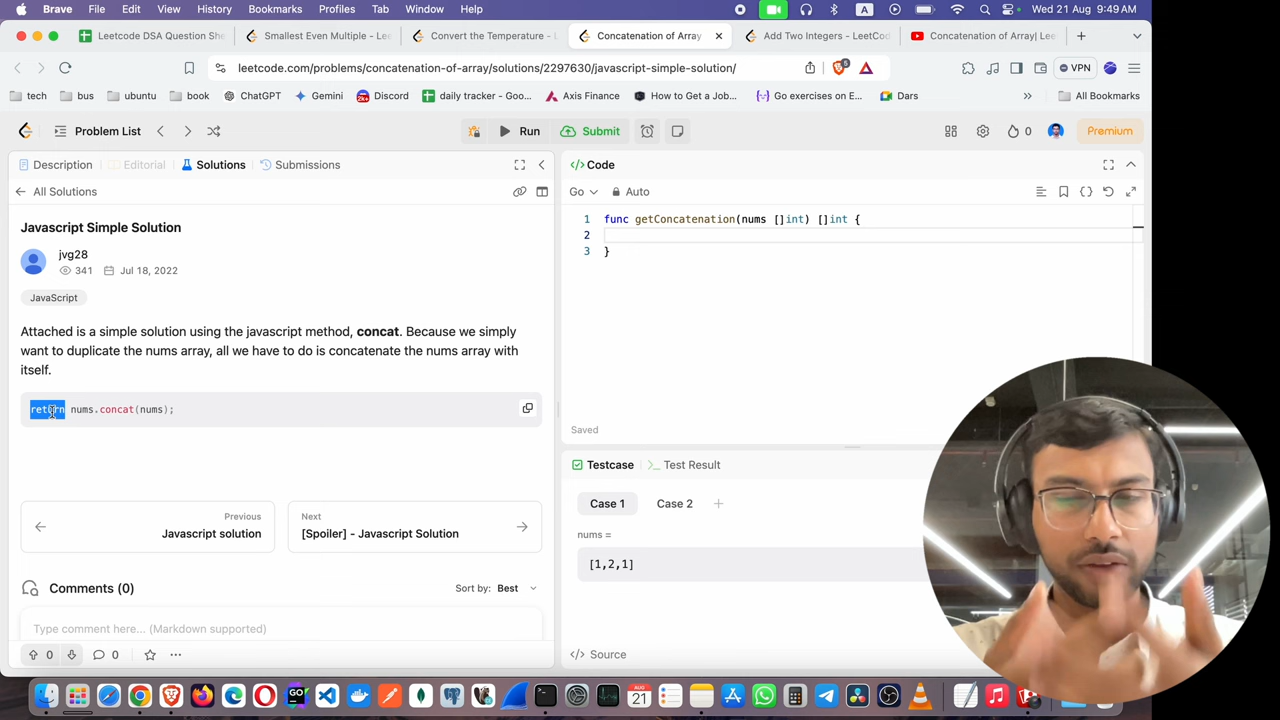 Brave File Edit View History Bookmarks Profiles Tab Window Help A Wed 21 Aug 9:49 AM
Leetcode DSA Question She Smallest Even Multiple - Lee Convert the Temperature - L Concatenation of Array Add Two Integers - LeetCod Concatenation of Array| Lee
leetcode.com/problems/concatenation-of-array/solutions/2297630/javascript-simple-solution/ 6 VPN
tech bus ubuntu book ChatGPT Gemini Discord daily tracker - Goo... Axis Finance How to Get a Job... Go exercises on E... Dars » All Bookmarks
Problem List Run Submit 0 Premium
Description Editorial Solutions Submissions
All Solutions
Javascript Simple Solution
jvg28
341 Jul 18, 2022
JavaScript
Attached is a simple solution using the javascript method, concat. Because we simply
want to duplicate the nums array, all we have to do is concatenate the nums array with
itself.
return nums.concat(nums);
Previous
Javascript solution
Next
[Spoiler] - Javascript Solution
Comments (0) Sort by: Best
Type comment here... (Markdown supported)
0 0
</> Code
Go Auto
1 func getConcatenation(nums []int) []int {
2
3 }
Saved
Testcase Test Result
Case 1 Case 2 +
nums =
[1,2,1]
</> Source
GO
AUG
21